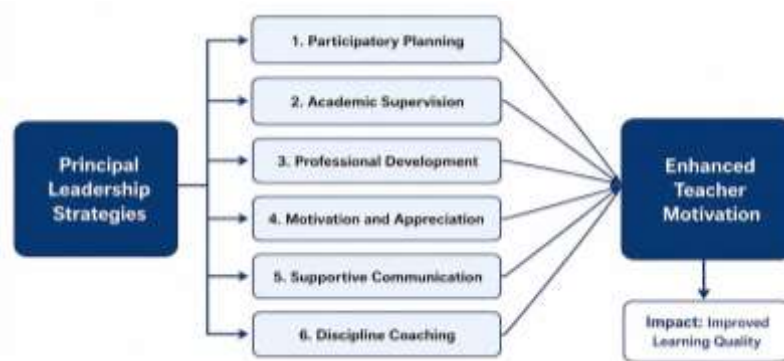 Principal
Leadership
Strategies
1. Participatory Planning
2. Academic Supervision
3. Professional Development
4. Motivation and Appreciation
5. Supportive Communication
6. Discipline Coaching
Enhanced
Teacher
Motivation
Impact: Improved
Learning Quality